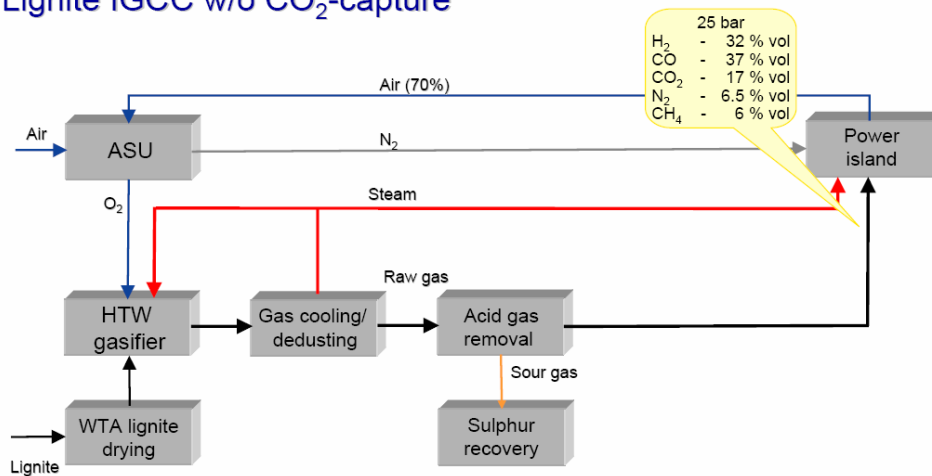 Lignite IGCC w/o CO₂-capture
25 bar
H₂ - 32 % vol
CO - 37 % vol
CO₂ - 17 % vol
N₂ - 6.5 % vol
CH₄ - 6 % vol
Air (70%)
Air
ASU
N₂
Power
island
O₂
Steam
Raw gas
HTW
gasifier
Gas cooling/
dedusting
Acid gas
removal
Sour gas
WTA lignite
drying
Sulphur
recovery
Lignite